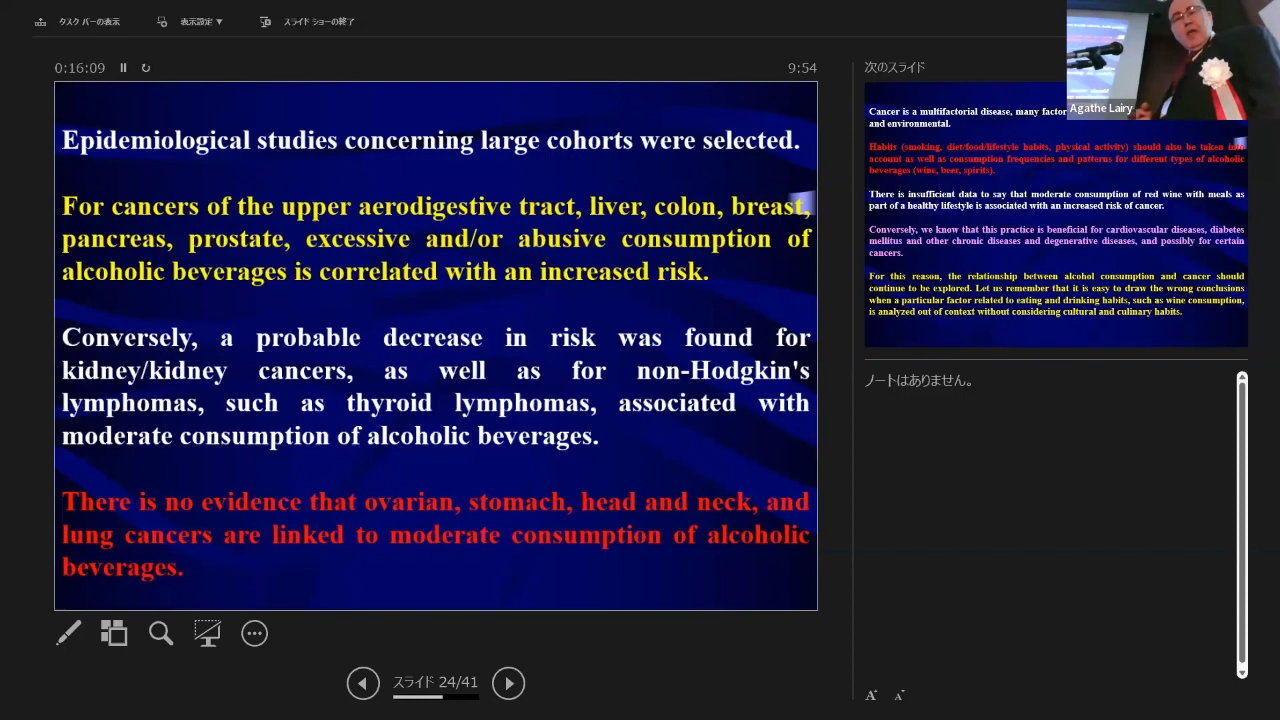 タスク バーの表示
表示設定 ▼
スライド ショーの終了
0:16:09
9:54
Epidemiological studies concerning large cohorts were selected.
For cancers of the upper aerodigestive tract, liver, colon, breast,
pancreas, prostate, excessive and/or abusive consumption of
alcoholic beverages is correlated with an increased risk.
Conversely, a probable decrease in risk was found for
kidney/kidney cancers, as well as for non-Hodgkin's
lymphomas, such as thyroid lymphomas, associated with
moderate consumption of alcoholic beverages.
There is no evidence that ovarian, stomach, head and neck, and
lung cancers are linked to moderate consumption of alcoholic
beverages.
スライド 24/41
次のスライド
Agathe Lairy
Cancer is a multifactorial disease, many factor
and environmental.
Habits (smoking, diet/food/lifestyle habits, physical activity) should also be taken into
account as well as consumption frequencies and patterns for different types of alcoholic
beverages (wine, beer, spirits).
There is insufficient data to say that moderate consumption of red wine with meals as
part of a healthy lifestyle is associated with an increased risk of cancer.
Conversely, we know that this practice is beneficial for cardiovascular diseases, diabetes
mellitus and other chronic diseases and degenerative diseases, and possibly for certain
cancers.
For this reason, the relationship between alcohol consumption and cancer should
continue to be explored. Let us remember that it is easy to draw the wrong conclusions
when a particular factor related to eating and drinking habits, such as wine consumption,
is analyzed out of context without considering cultural and culinary habits.
ノートはありません。
A A